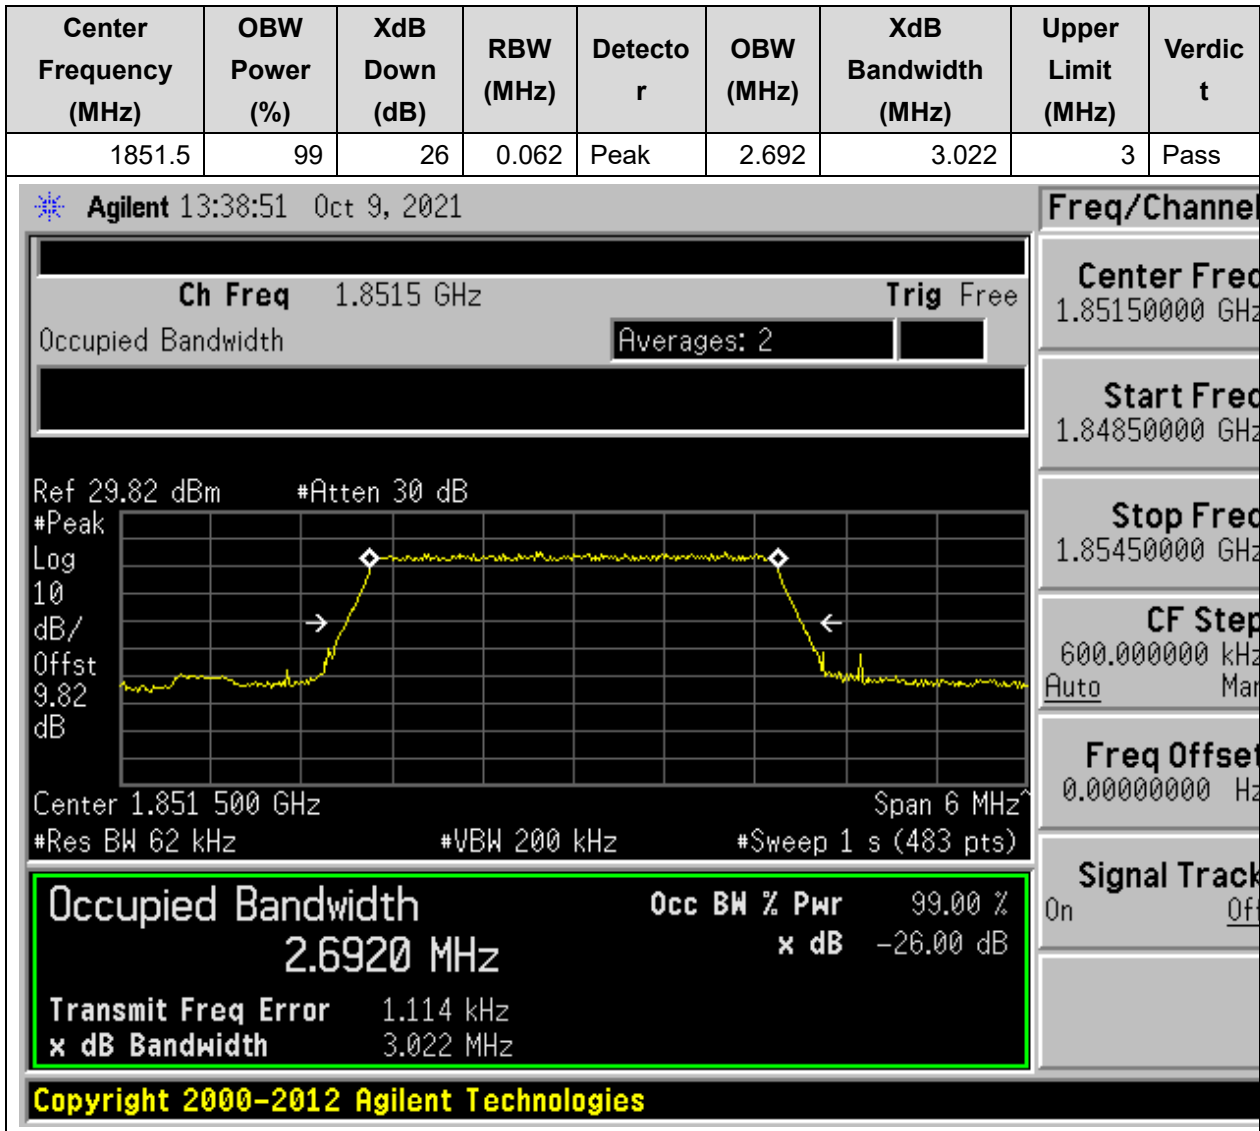 Center Frequency (MHz) OBW Power (%) XdB Down (dB) RBW (MHz) Detector OBW (MHz) XdB Bandwidth (MHz) Upper Limit (MHz) Verdict
1851.5 99 26 0.062 Peak 2.692 3.022 3 Pass
Agilent 13:38:51 Oct 9, 2021
Freq/Channel
Ch Freq 1.8515 GHz Trig Free
Occupied Bandwidth Averages: 2
Center Freq
1.85150000 GHz
Start Freq
1.84850000 GHz
Stop Freq
1.85450000 GHz
CF Step
600.000000 kHz
Auto Man
Freq Offset
0.00000000 Hz
Signal Track
On Off
Ref 29.82 dBm #Atten 30 dB
#Peak
Log
10
dB/
Offst
9.82
dB
Center 1.851 500 GHz Span 6 MHz^
#Res BW 62 kHz #VBW 200 kHz #Sweep 1 s (483 pts)
Occupied Bandwidth Occ BW % Pwr 99.00 %
2.6920 MHz x dB -26.00 dB
Transmit Freq Error 1.114 kHz
x dB Bandwidth 3.022 MHz
Copyright 2000-2012 Agilent Technologies